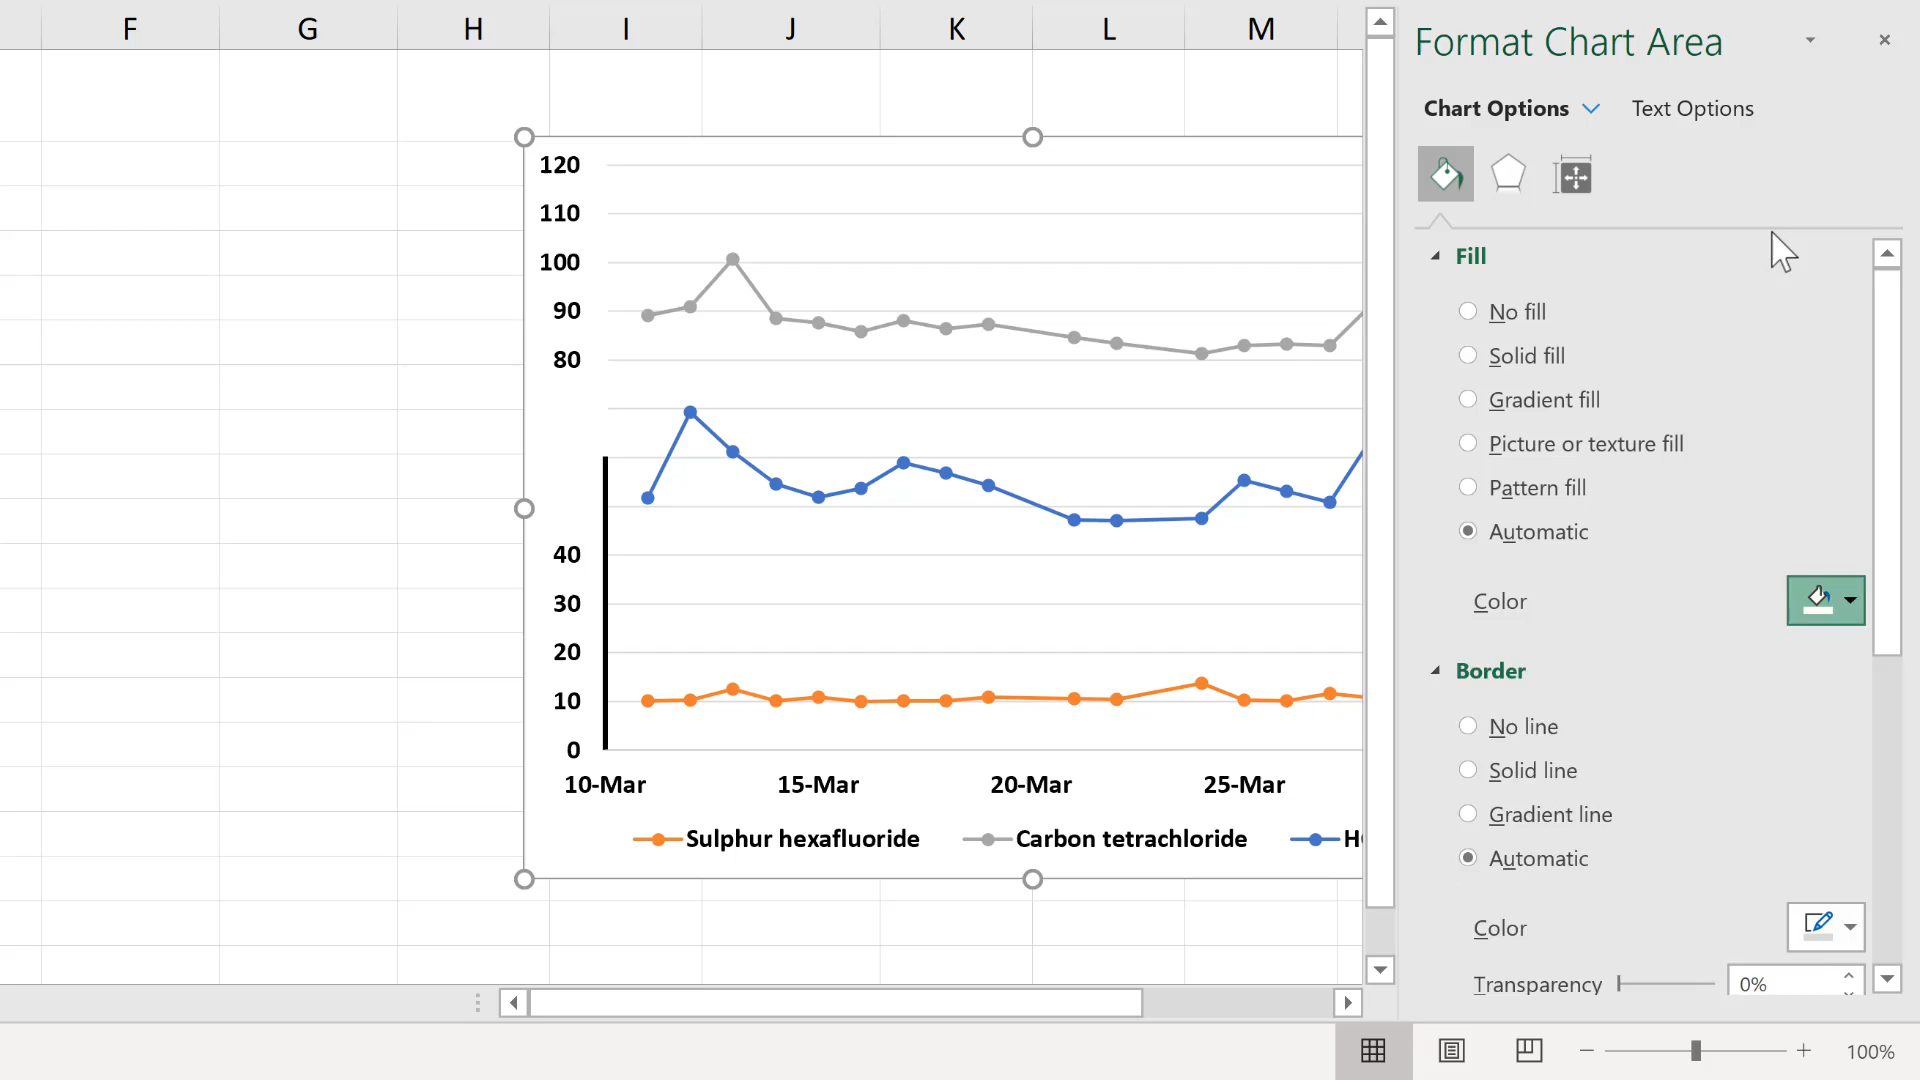 F G H I J K L M
Format Chart Area
Chart Options Text Options
Fill
No fill
Solid fill
Gradient fill
Picture or texture fill
Pattern fill
Automatic
Color
Border
No line
Solid line
Gradient line
Automatic
Color
Transparency 0%
120
110
100
90
80
40
30
20
10
0
10-Mar 15-Mar 20-Mar 25-Mar
Sulphur hexafluoride Carbon tetrachloride
100%